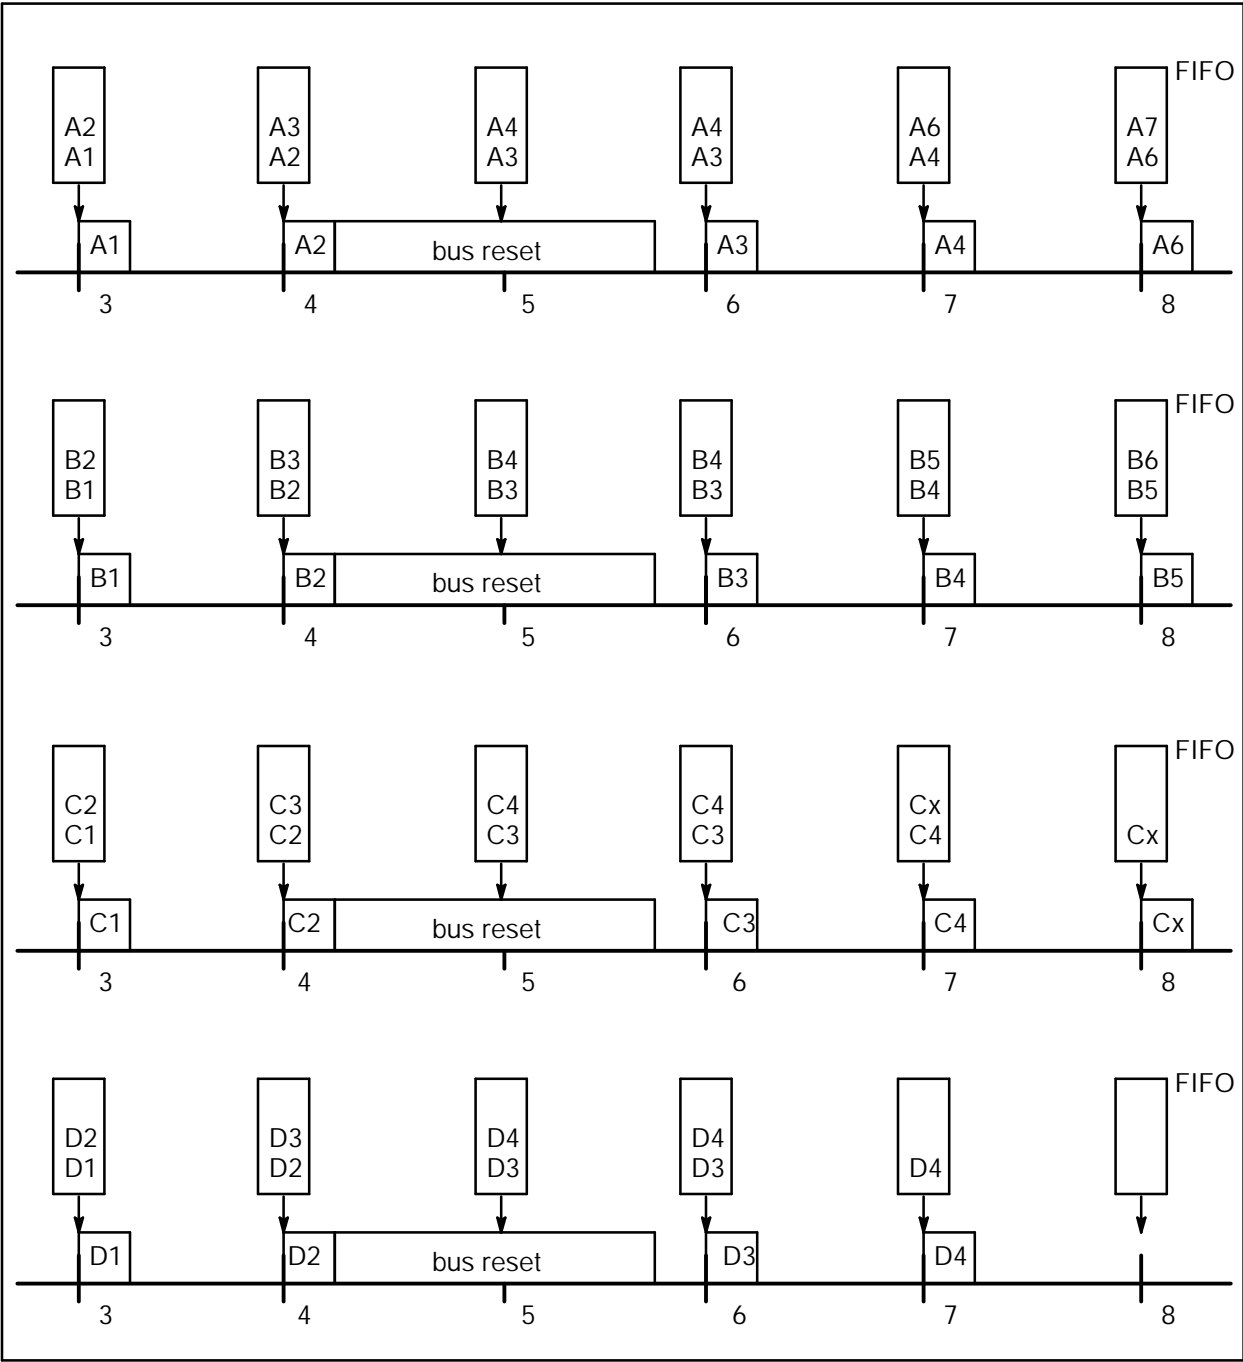 FIFO
A2 A3 A4 A4 A6 A7
A1 A2 A3 A3 A4 A6
A1 A2 bus reset A3 A4 A6
3 4 5 6 7 8
FIFO
B2 B3 B4 B4 B5 B6
B1 B2 B3 B3 B4 B5
B1 B2 bus reset B3 B4 B5
3 4 5 6 7 8
FIFO
C2 C3 C4 C4 Cx
C1 C2 C3 C3 C4 Cx
C1 C2 bus reset C3 C4 Cx
3 4 5 6 7 8
FIFO
D2 D3 D4 D4
D1 D2 D3 D3 D4
D1 D2 bus reset D3 D4
3 4 5 6 7 8